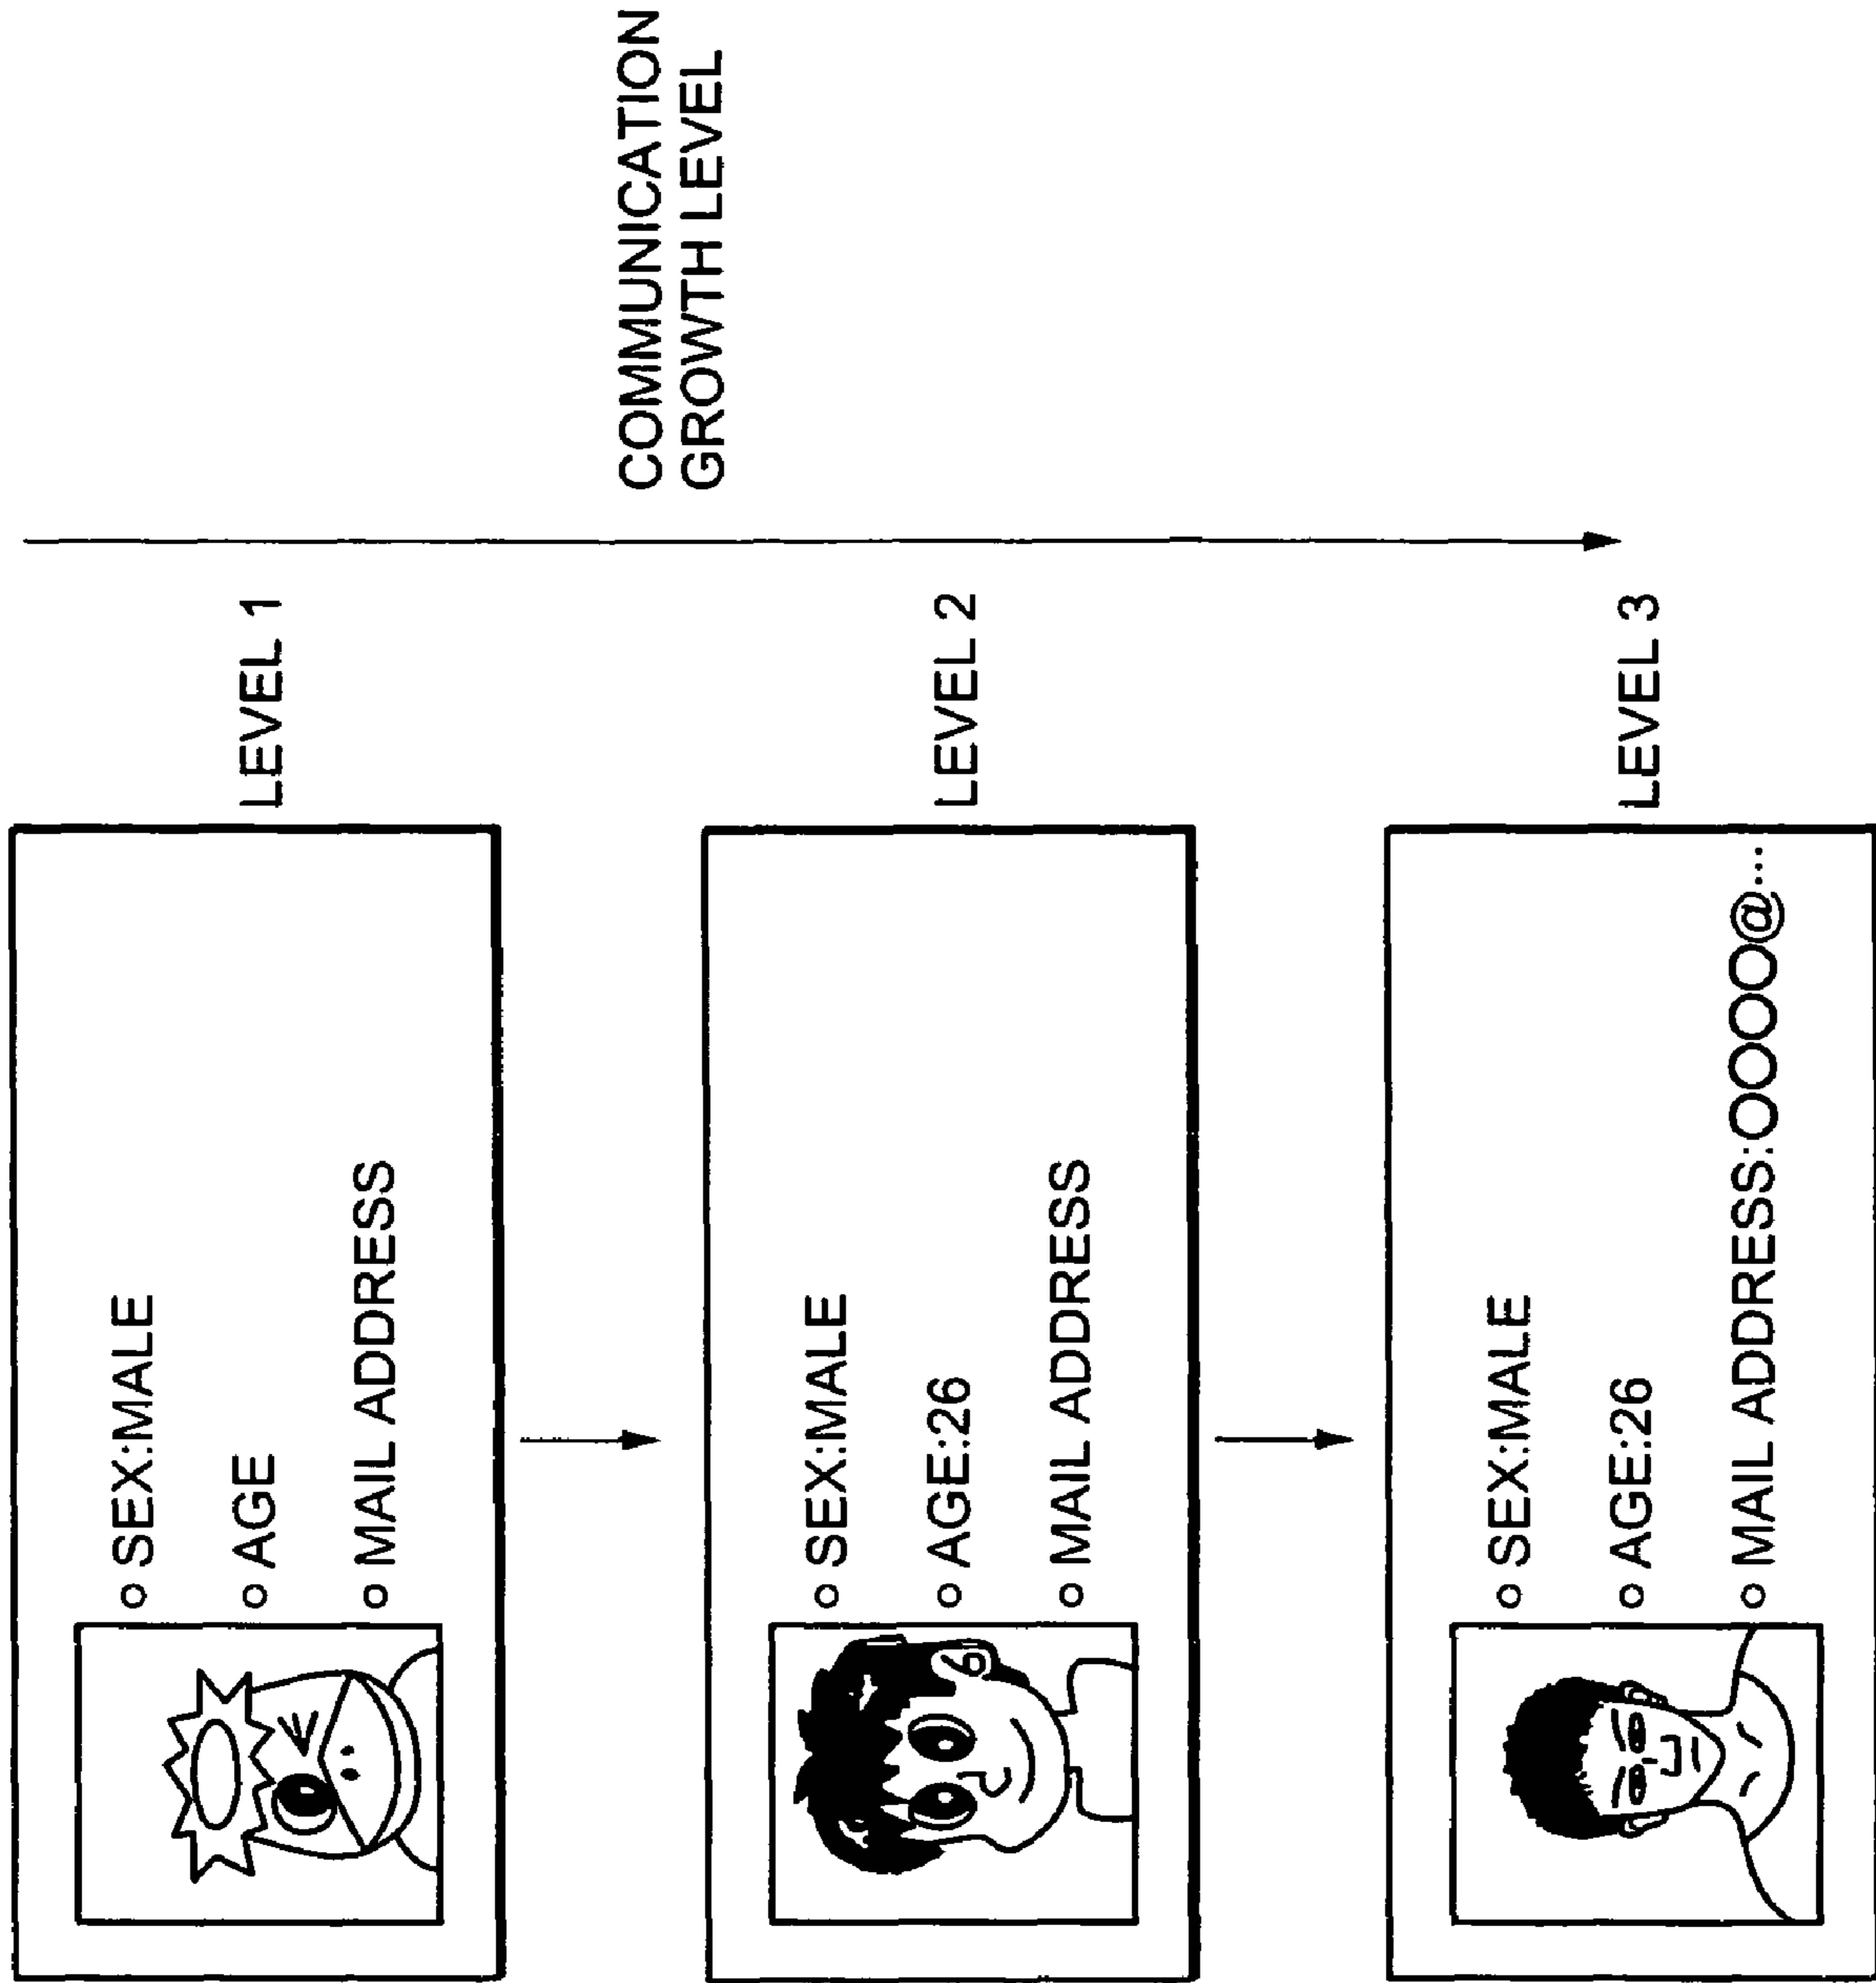 SEX:MALE
AGE
MAIL ADDRESS
LEVEL 1
SEX:MALE
AGE:26
MAIL ADDRESS
LEVEL 2
SEX:MALE
AGE:26
MAIL ADDRESS:OOOOO@...
LEVEL 3
COMMUNICATION
GROWTH LEVEL